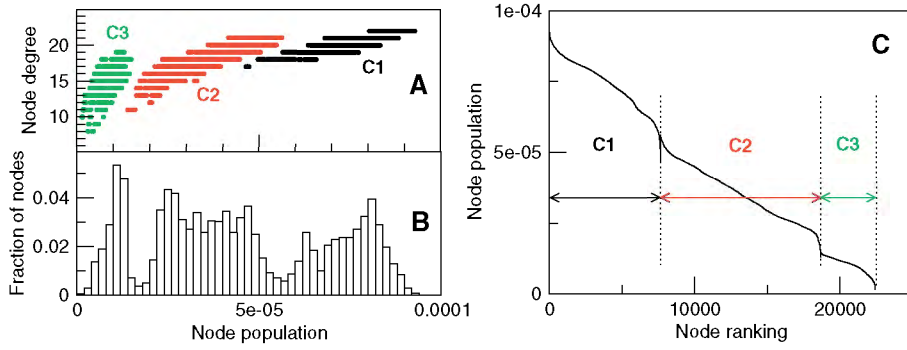 C3
20
15
10
Node degree
C2
C1
A
Fraction of nodes
0.04
0.02
0
B
0
5e-05
0.0001
Node population
1e-04
5e-05
0
Node population
C
C1
C2
C3
0
10000
20000
Node ranking